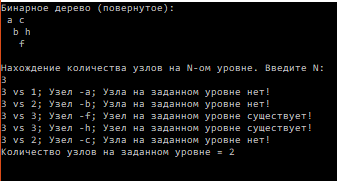 Бинарное дерево (повернутое):
a c
b h
f
Нахождение количества узлов на N-ом уровне. Введите N:
3
3 vs 1; Узел -a; Узла на заданном уровне нет!
3 vs 2; Узел -b; Узла на заданном уровне нет!
3 vs 3; Узел -f; Узел на заданном уровне существует!
3 vs 3; Узел -h; Узел на заданном уровне существует!
3 vs 2; Узел -c; Узла на заданном уровне нет!
Количество узлов на заданном уровне = 2